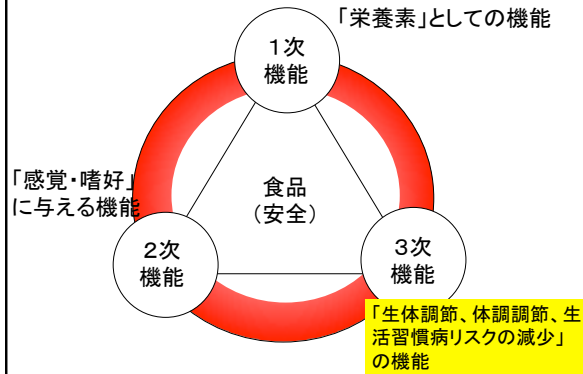 「栄養素」としての機能
1次
機能
「感覚・嗜好」
に与える機能
食品
（安全）
2次
機能
3次
機能
「生体調節、体調調節、生
活習慣病リスクの減少」
の機能